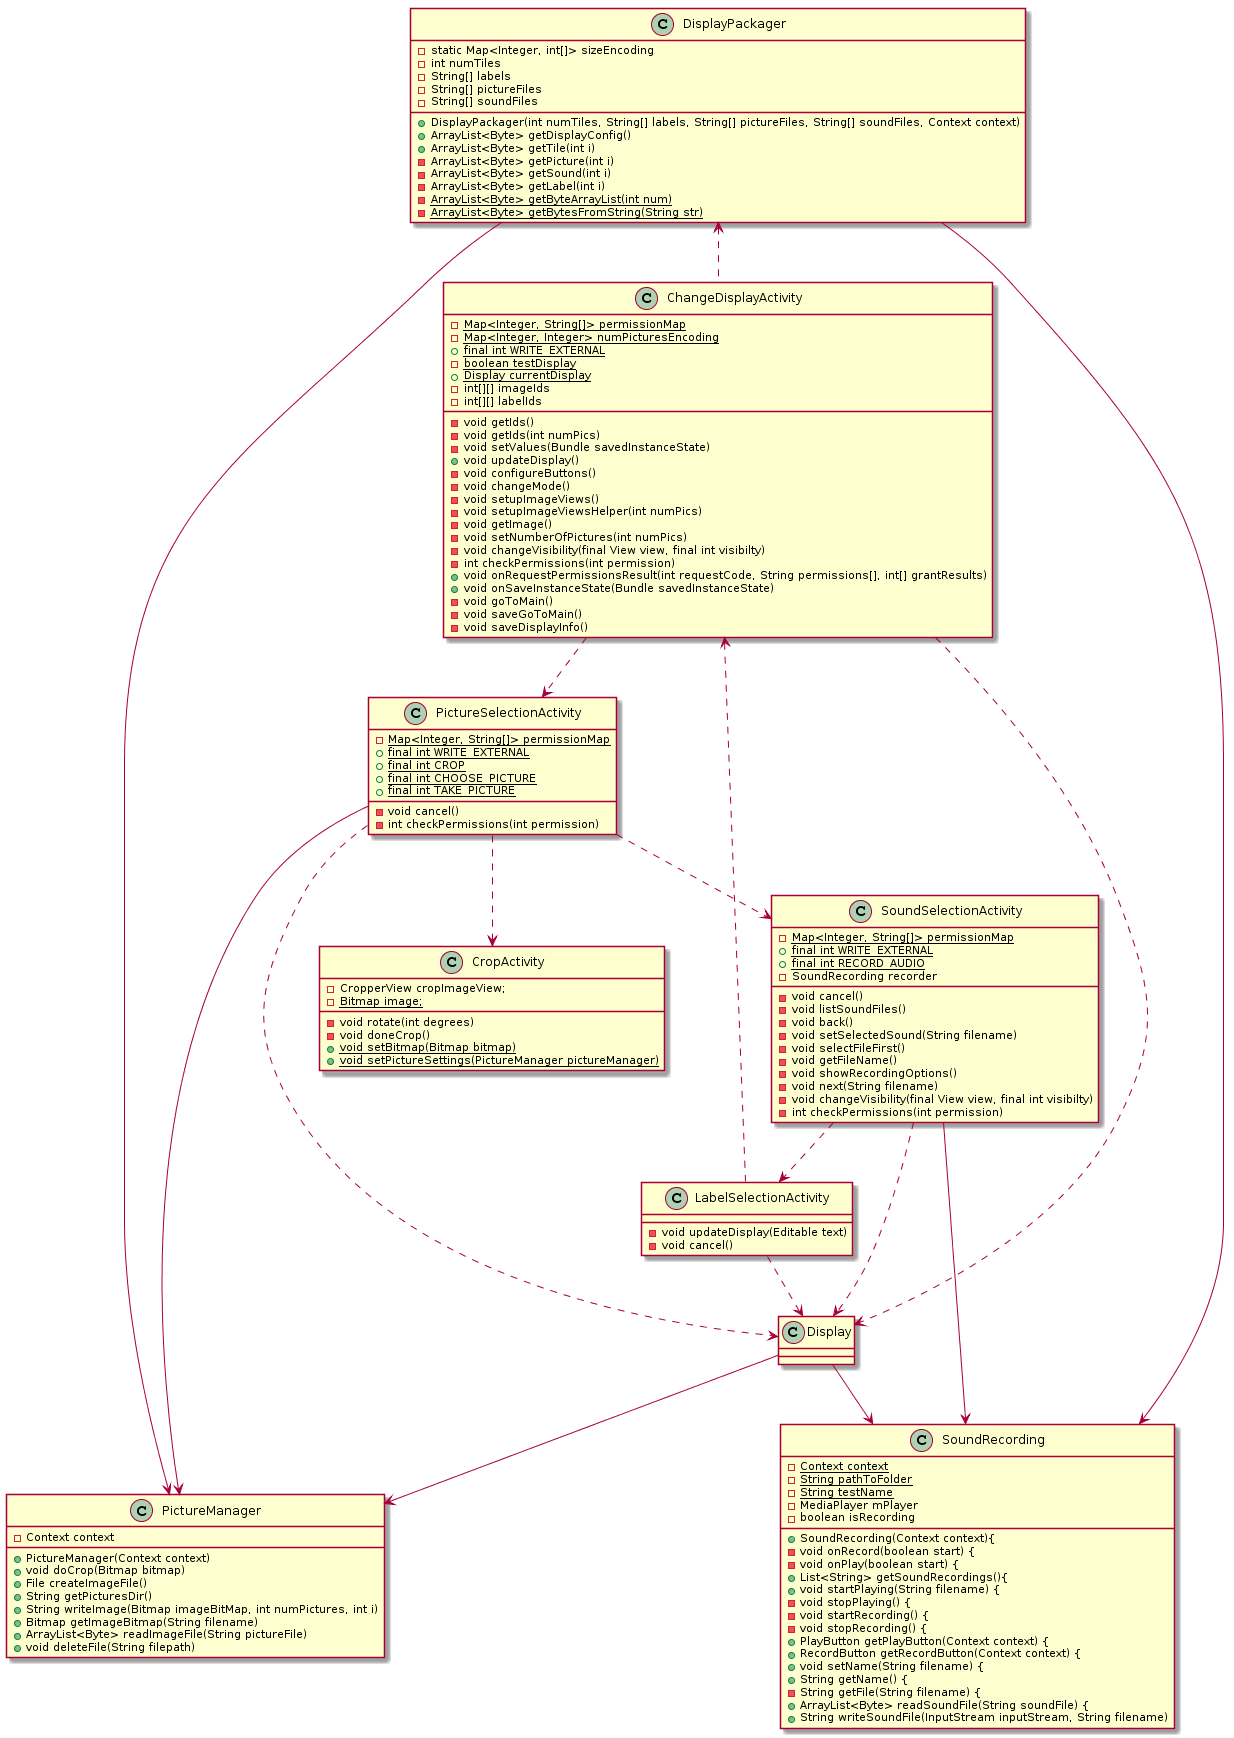 C DisplayPackager
static Map<Integer, int[]> sizeEncoding
int numTiles
String[] labels
String[] pictureFiles
String[] soundFiles
DisplayPackager(int numTiles, String[] labels, String[] pictureFiles, String[] soundFiles, Context context)
ArrayList<Byte> getDisplayConfig()
ArrayList<Byte> getTile(int i)
ArrayList<Byte> getPicture(int i)
ArrayList<Byte> getSound(int i)
ArrayList<Byte> getLabel(int i)
ArrayList<Byte> getByteArrayList(int num)
ArrayList<Byte> getBytesFromString(String str)
C ChangeDisplayActivity
Map<Integer, String[]> permissionMap
Map<Integer, Integer> numPicturesEncoding
final int WRITE_EXTERNAL
boolean testDisplay
Display currentDisplay
int[][] imageIds
int[][] labelIds
void getIds()
void getIds(int numPics)
void setValues(Bundle savedInstanceState)
void updateDisplay()
void configureButtons()
void changeMode()
void setupImageViews()
void setupImageViewsHelper(int numPics)
void getImage()
void setNumberOfPictures(int numPics)
void changeVisibility(final View view, final int visibilty)
int checkPermissions(int permission)
void onRequestPermissionsResult(int requestCode, String permissions[], int[] grantResults)
void onSaveInstanceState(Bundle savedInstanceState)
void goToMain()
void saveGoToMain()
void saveDisplayInfo()
C PictureSelectionActivity
Map<Integer, String[]> permissionMap
final int WRITE_EXTERNAL
final int CROP
final int CHOOSE_PICTURE
final int TAKE_PICTURE
void cancel()
int checkPermissions(int permission)
C SoundSelectionActivity
Map<Integer, String[]> permissionMap
final int WRITE_EXTERNAL
final int RECORD_AUDIO
SoundRecording recorder
void cancel()
void listSoundFiles()
void back()
void setSelectedSound(String filename)
void selectFileFirst()
void getFileName()
void showRecordingOptions()
void next(String filename)
void changeVisibility(final View view, final int visibilty)
int checkPermissions(int permission)
C CropActivity
CropperView cropImageView;
Bitmap image;
void rotate(int degrees)
void doneCrop()
void setBitmap(Bitmap bitmap)
void setPictureSettings(PictureManager pictureManager)
C LabelSelectionActivity
void updateDisplay(Editable text)
void cancel()
C Display
C SoundRecording
Context context
String pathToFolder
String testName
MediaPlayer mPlayer
boolean isRecording
SoundRecording(Context context){
void onRecord(boolean start) {
void onPlay(boolean start) {
List<String> getSoundRecordings(){
void startPlaying(String filename) {
void stopPlaying() {
void startRecording() {
void stopRecording() {
PlayButton getPlayButton(Context context) {
RecordButton getRecordButton(Context context) {
void setName(String filename) {
String getName() {
String getFile(String filename) {
ArrayList<Byte> readSoundFile(String soundFile) {
String writeSoundFile(InputStream inputStream, String filename)
C PictureManager
Context context
PictureManager(Context context)
void doCrop(Bitmap bitmap)
File createImageFile()
String getPicturesDir()
String writeImage(Bitmap imageBitMap, int numPictures, int i)
Bitmap getImageBitmap(String filename)
ArrayList<Byte> readImageFile(String pictureFile)
void deleteFile(String filepath)